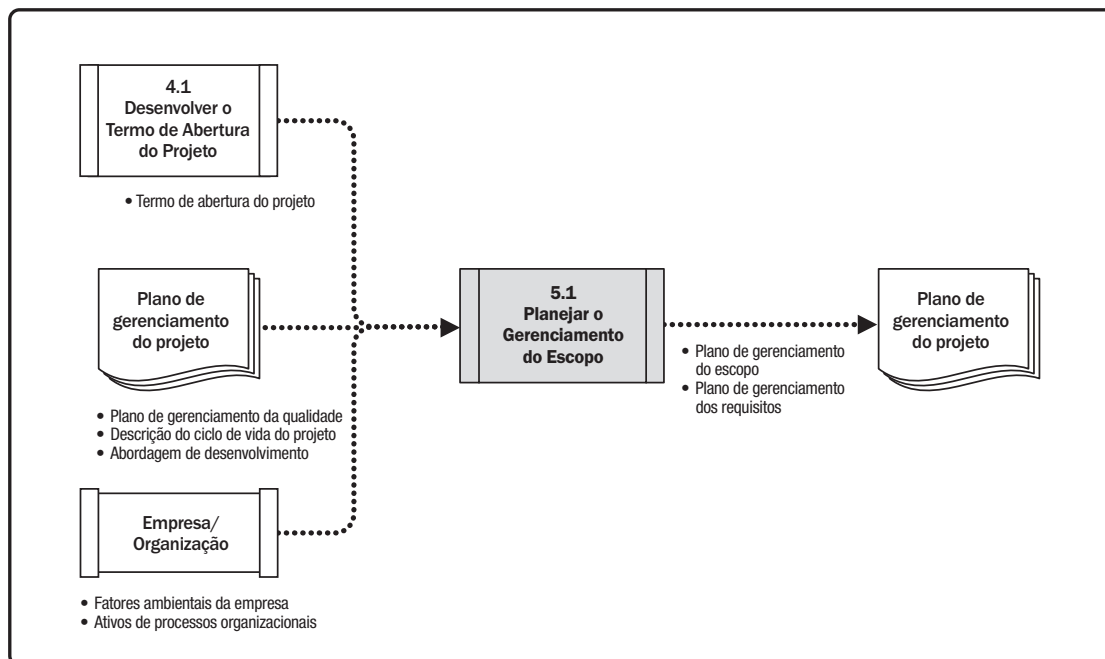 4.1
Desenvolver o
Termo de Abertura
do Projeto
• Termo de abertura do projeto
Plano de
gerenciamento
do projeto
• Plano de gerenciamento da qualidade
• Descrição do ciclo de vida do projeto
• Abordagem de desenvolvimento
Empresa/
Organização
• Fatores ambientais da empresa
• Ativos de processos organizacionais
5.1
Planejar o
Gerenciamento
do Escopo
• Plano de gerenciamento
do escopo
• Plano de gerenciamento
dos requisitos
Plano de
gerenciamento
do projeto